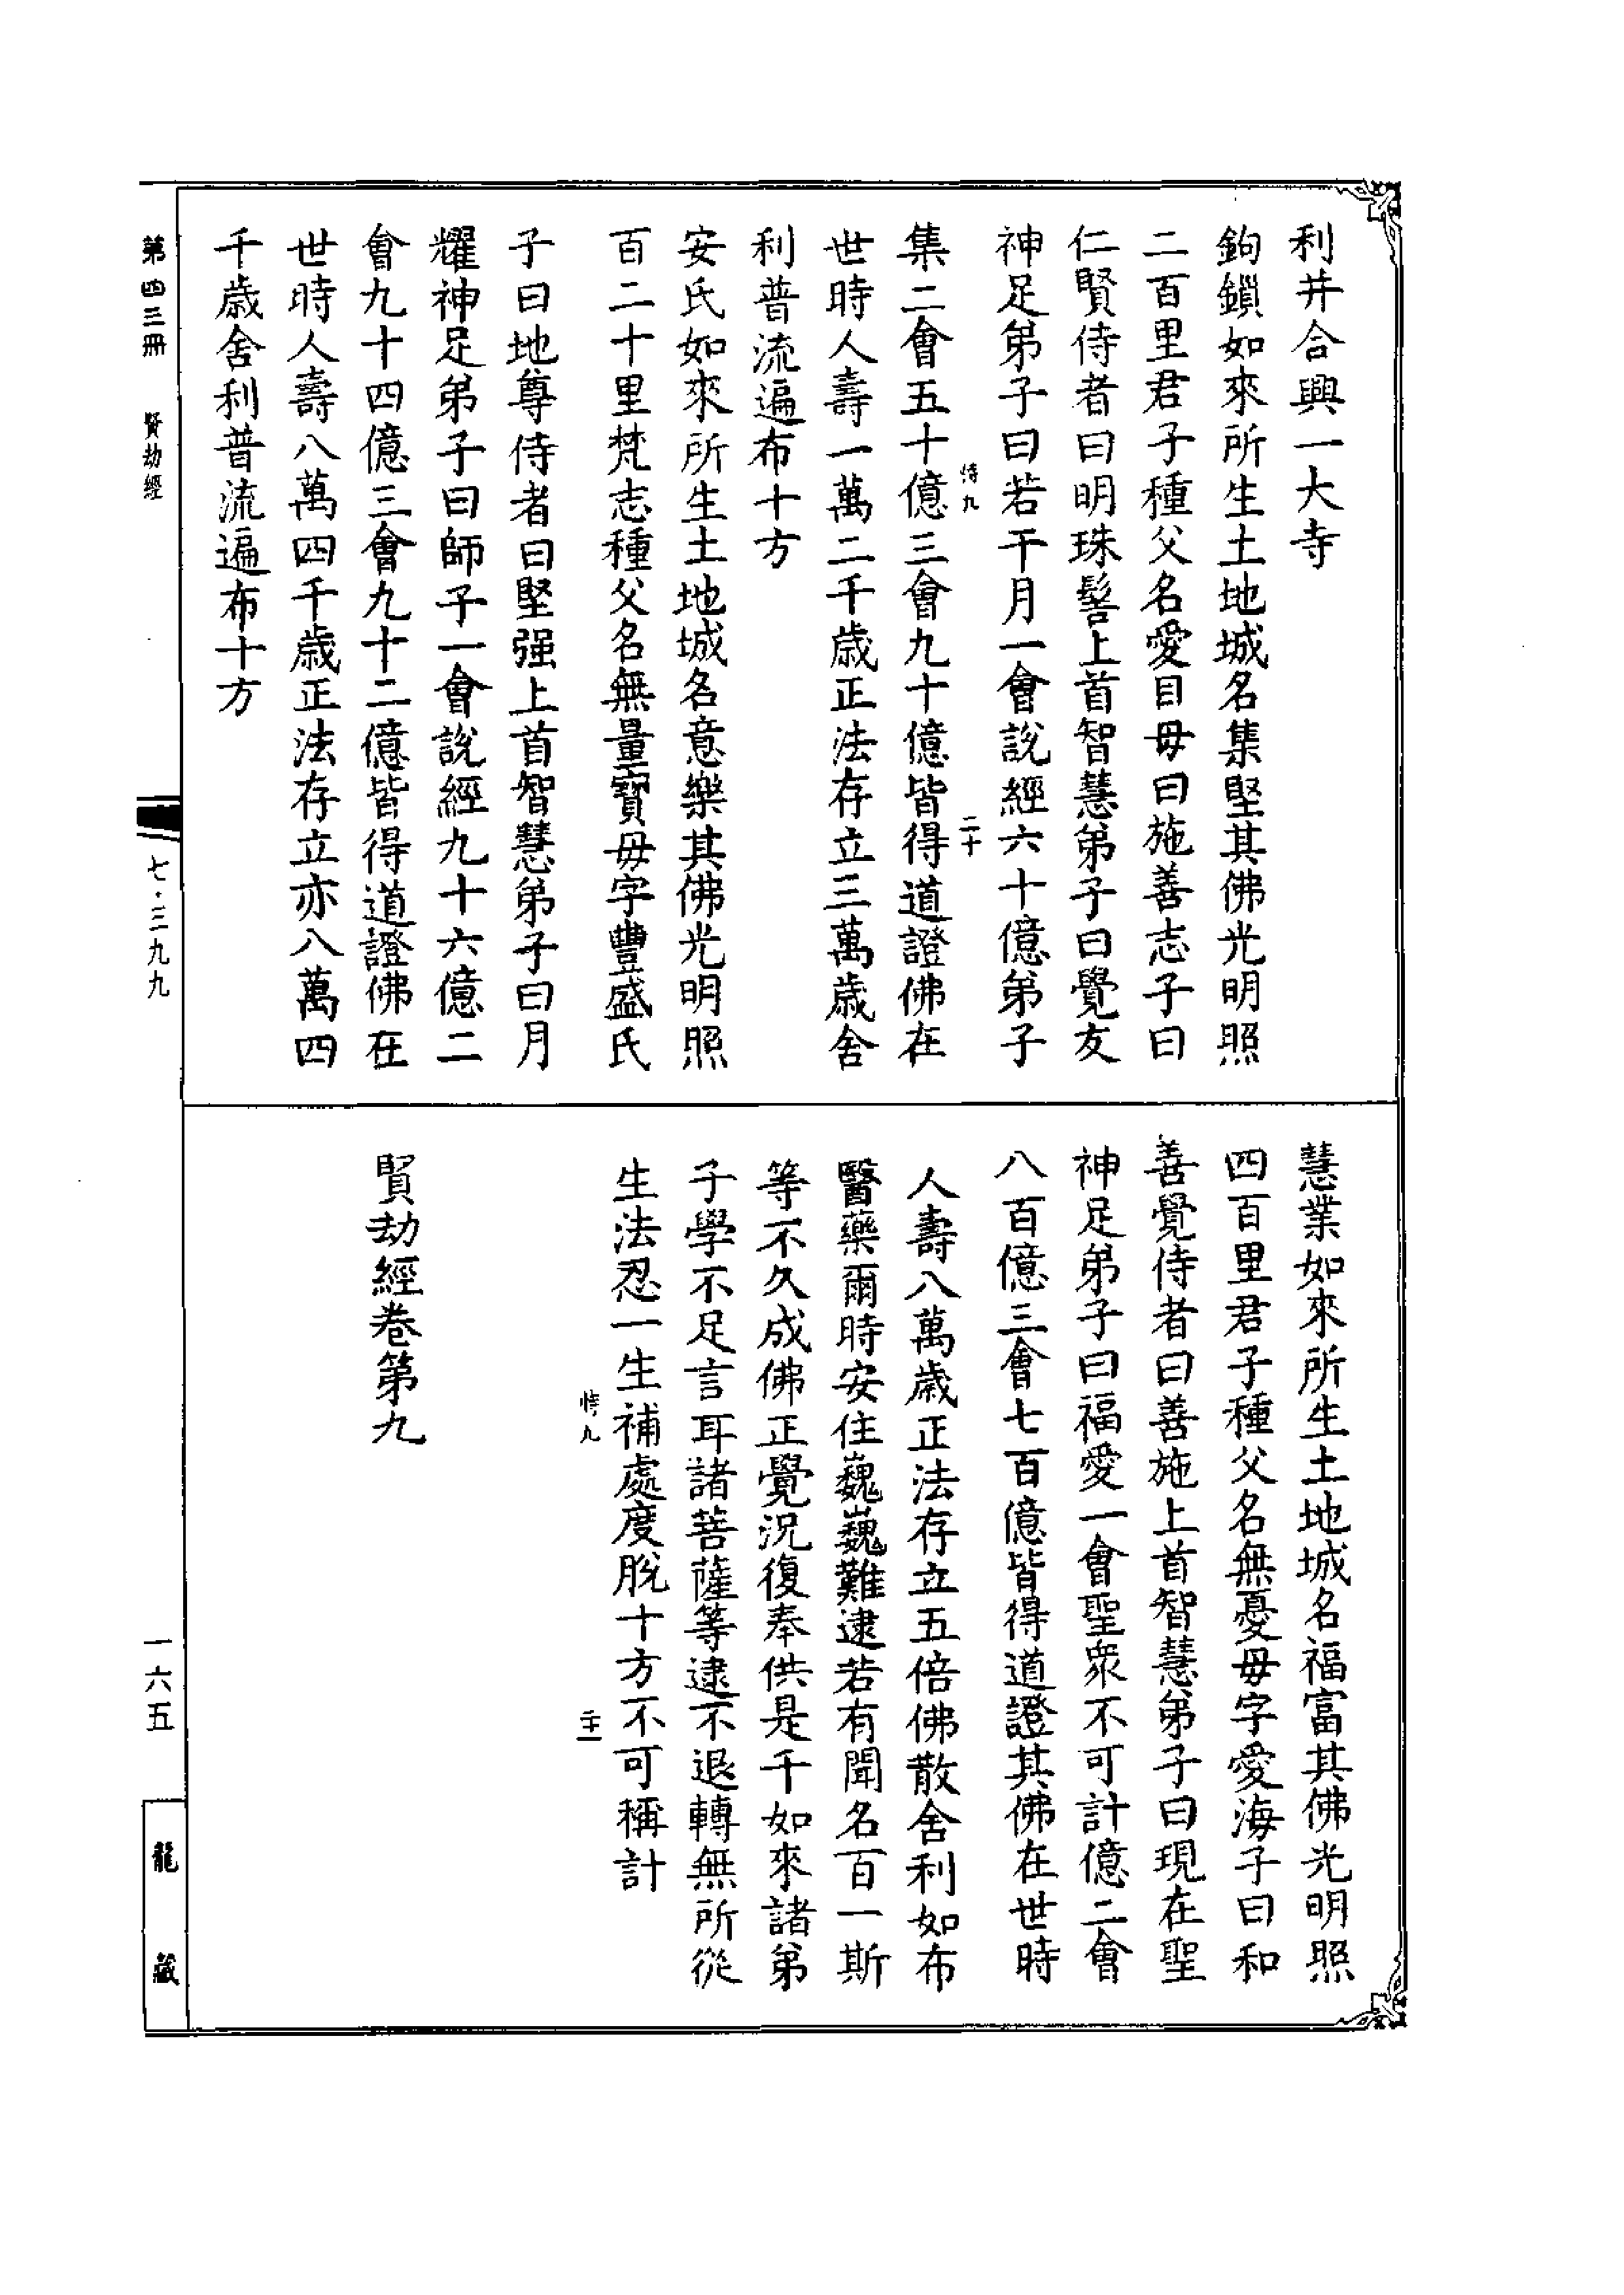 利并合興一大寺
鉤鎖如來所生土地城名集堅其佛光明照
二百里君子種父名愛目毋曰施善志子曰
仁賢侍者曰明珠髻上首智慧弟子曰覺友
神足弟子曰若干月一會說經六十億弟子
恃九
二十
集二會五十億三會九十億皆得道證佛在
世時人壽一萬二千歲正法存立三萬歲舍
利普流遍布十方
安氏如來所生土地城名意樂其佛光明照
百二十里梵志種父名無量寶毋字豐盛氏
子曰地尊侍者曰堅强上首智慧弟子曰月
耀神足弟子曰師子一會說經九十六億二
會九十四億三會九十二億皆得道證佛在
世時人壽八萬四千歲正法存立亦八萬四
千歲舍利普流遍布十方
慧業如來所生土地城名福富其佛光明照
四百里君子種父名無憂毋字愛海子曰和
善覺侍者曰善施上首智慧弟子曰現在聖
神足弟子曰福愛一會聖眾不可計億二會
八百億三會七百億皆得道證其佛在世時
人壽八萬歲正法存立五倍佛散舍利如布
醫藥爾時安住巍巍難逮若有聞名百一斯
等不久成佛正覺況復奉供是千如來諸弟
子學不足言耳諸菩薩等逮不退轉無所從
生法忍一生補處度脫十方不可稱計
恃九
二十一
賢劫經卷第九
第四三冊
賢劫經
七·三九九
一六五
龍藏